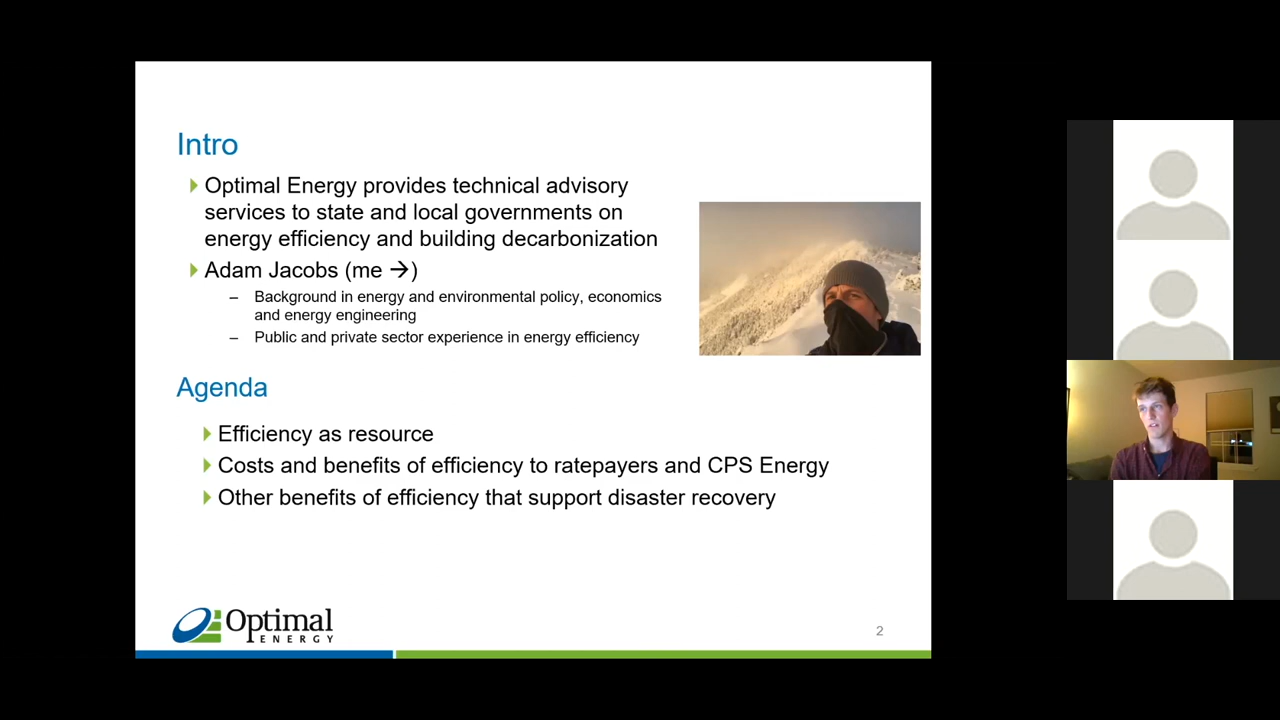 Intro
Optimal Energy provides technical advisory
services to state and local governments on
energy efficiency and building decarbonization
Adam Jacobs (me →)
– Background in energy and environmental policy, economics
and energy engineering
– Public and private sector experience in energy efficiency
Agenda
Efficiency as resource
Costs and benefits of efficiency to ratepayers and CPS Energy
Other benefits of efficiency that support disaster recovery
Optimal
ENERGY
2